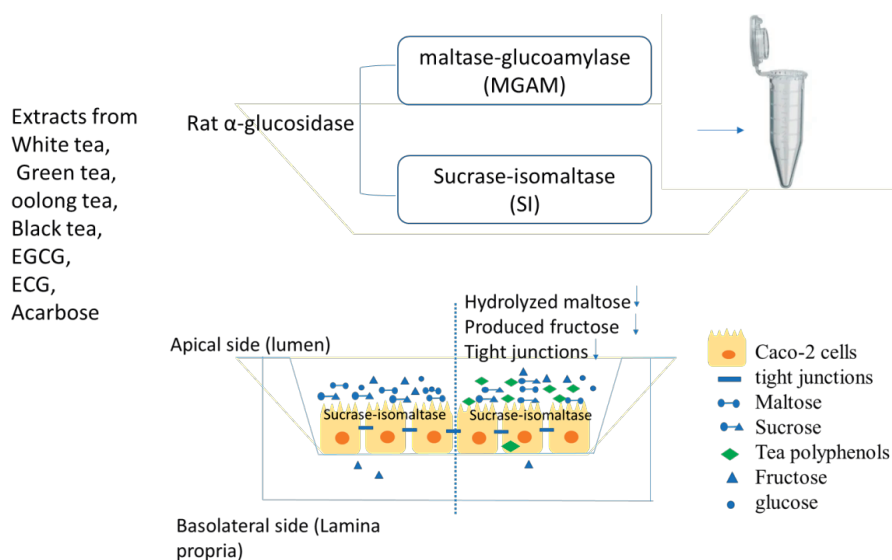 Extracts from
White tea,
Green tea,
oolong tea,
Black tea,
EGCG,
ECG,
Acarbose
Rat α-glucosidase
maltase-glucoamylase
(MGAM)
Sucrase-isomaltase
(SI)
Hydrolyzed maltose
Produced fructose
Tight junctions
Apical side (lumen)
Sucrase-isomaltase
Sucrase-isomaltase
Basolateral side (Lamina
propria)
Caco-2 cells
tight junctions
Maltose
Sucrose
Tea polyphenols
Fructose
glucose